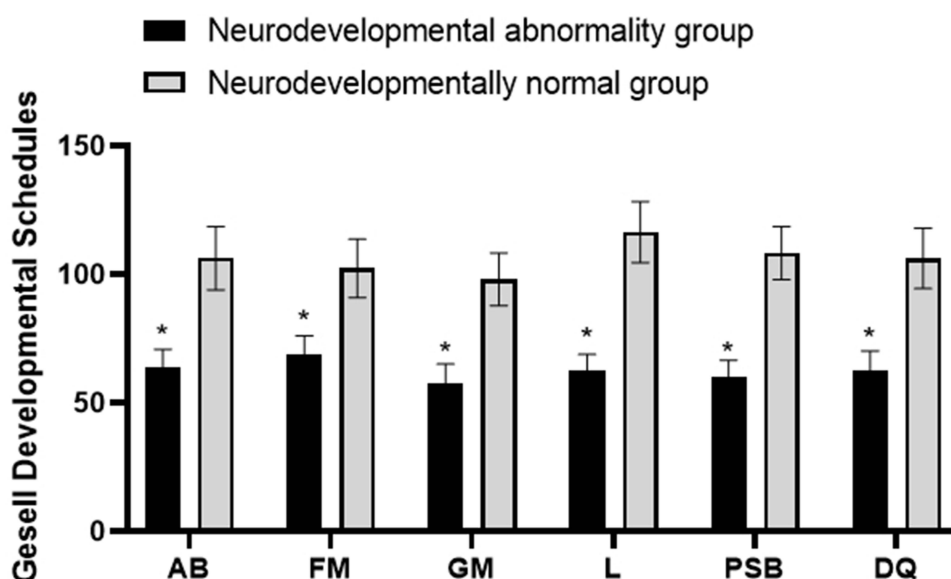 Neurodevelopmental abnormality group
Neurodevelopmentally normal group
Gesell Developmental Schedules
150
100
50
0
* * * * * *
AB FM GM L PSB DQ